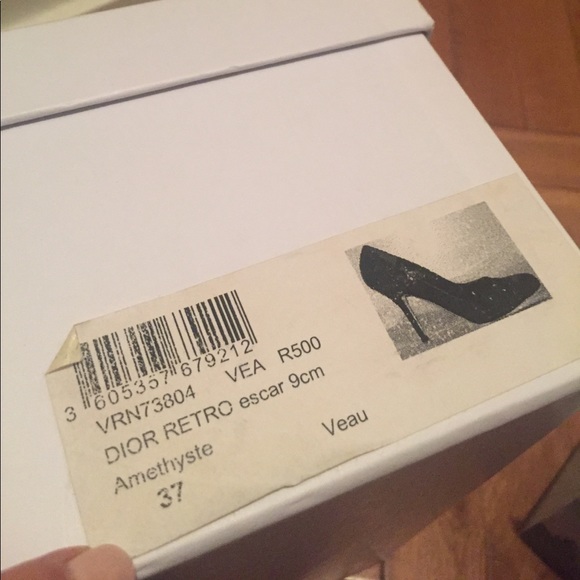 3 605357 679212
VRN73804 VEA R500
DIOR RETRO escar 9cm
Amethyste Veau
37